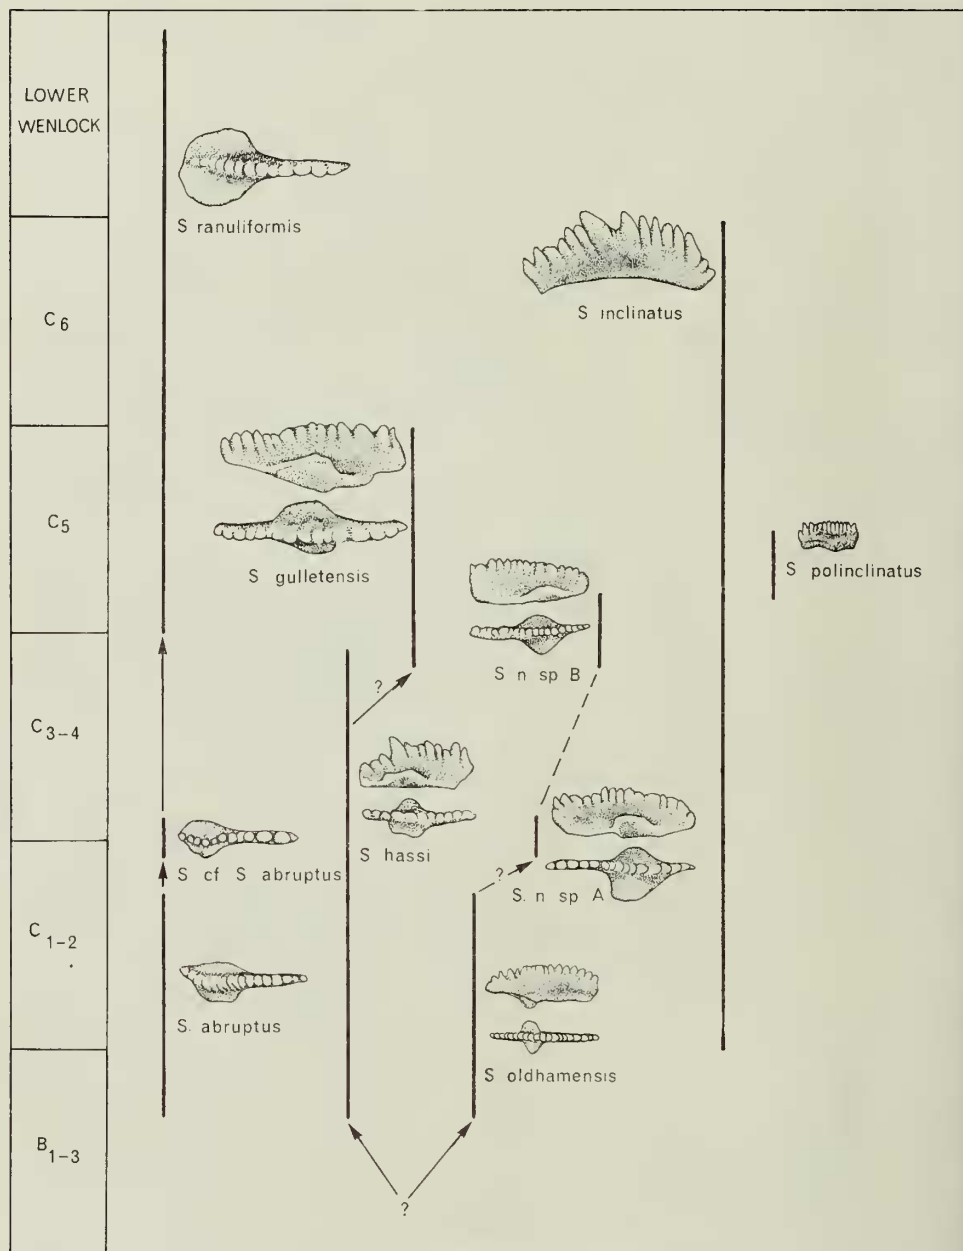 LOWER
WENLOCK
S ranuliformis
S inclinatus
C6
C5
S gulletensis
S polinclinatus
S n sp B
?
C3–4
S hassi
S cf S abruptus
?
S. n sp A
C1–2
S. abruptus
S oldhamensis
B1–3
?